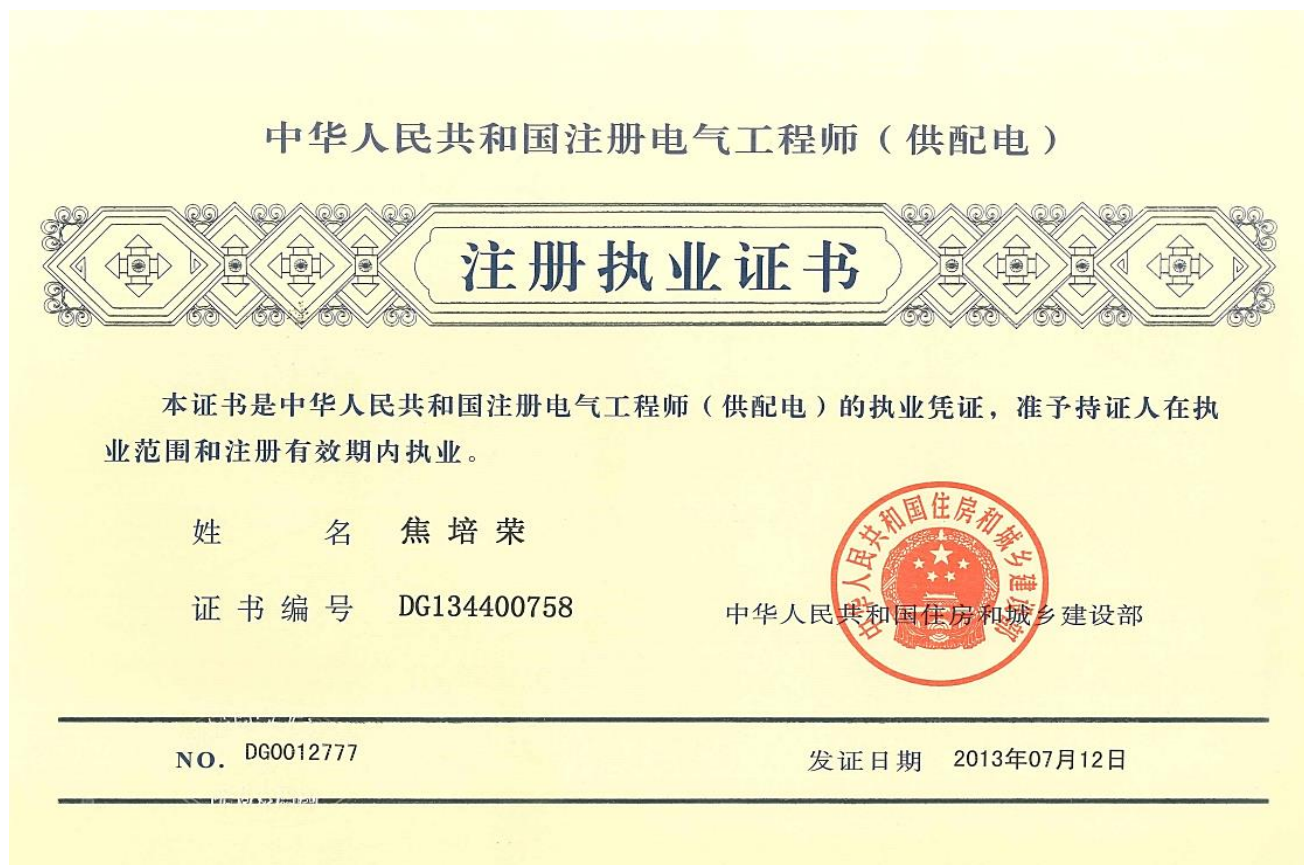 中华人民共和国注册电气工程师（供配电）
注册执业证书
本证书是中华人民共和国注册电气工程师（供配电）的执业凭证，准予持证人在执
业范围和注册有效期内执业。
姓 名 焦培荣
证书编号 DG134400758
中华人民共和国住房和城乡建设部
中华人民共和国住房和城乡建设部
NO. DG0012777
发证日期 2013年07月12日